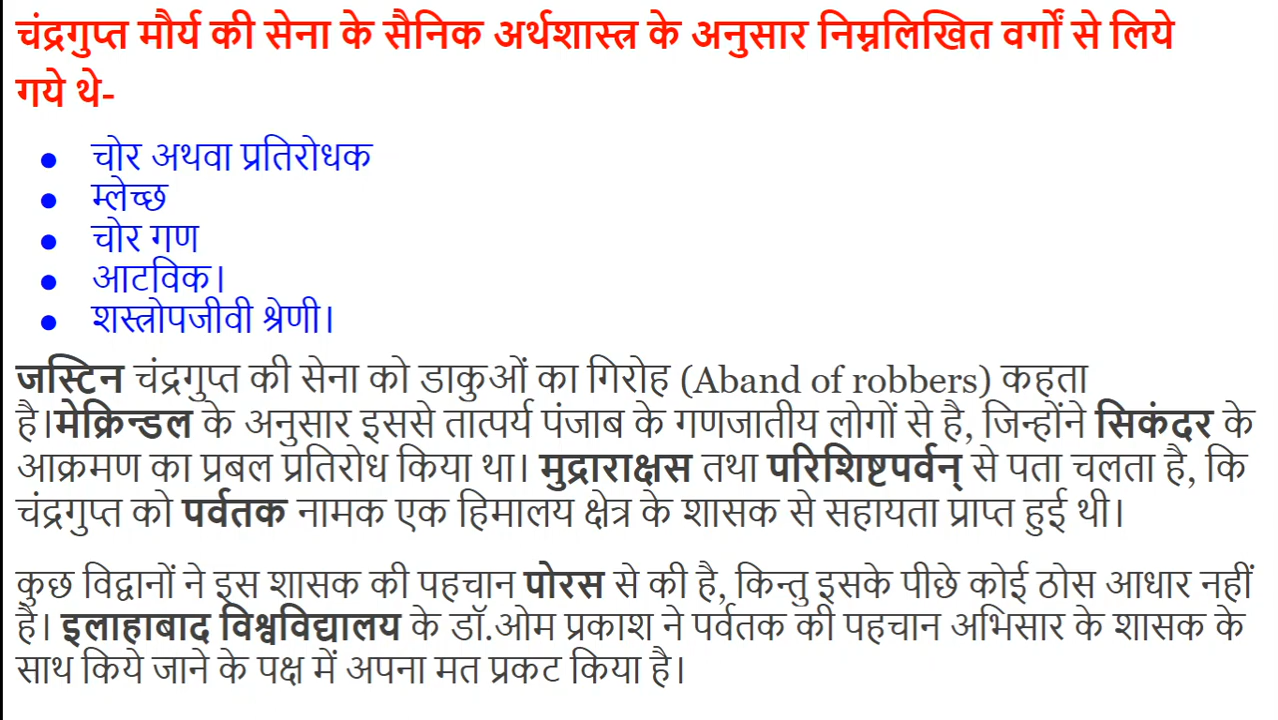 चंद्रगुप्त मौर्य की सेना के सैनिक अर्थशास्त्र के अनुसार निम्नलिखित वर्गों से लिये
गये थे-
● चोर अथवा प्रतिरोधक
● म्लेच्छ
● चोर गण
● आटविक।
● शस्त्रोपजीवी श्रेणी।
जस्टिन चंद्रगुप्त की सेना को डाकुओं का गिरोह (Aband of robbers) कहता
है।मेक्रिन्डल के अनुसार इससे तात्पर्य पंजाब के गणजातीय लोगों से है, जिन्होंने सिकंदर के
आक्रमण का प्रबल प्रतिरोध किया था। मुद्राराक्षस तथा परिशिष्टपर्वन् से पता चलता है, कि
चंद्रगुप्त को पर्वतक नामक एक हिमालय क्षेत्र के शासक से सहायता प्राप्त हुई थी।
कुछ विद्वानों ने इस शासक की पहचान पोरस से की है, किन्तु इसके पीछे कोई ठोस आधार नहीं
है। इलाहाबाद विश्वविद्यालय के डॉ.ओम प्रकाश ने पर्वतक की पहचान अभिसार के शासक के
साथ किये जाने के पक्ष में अपना मत प्रकट किया है।